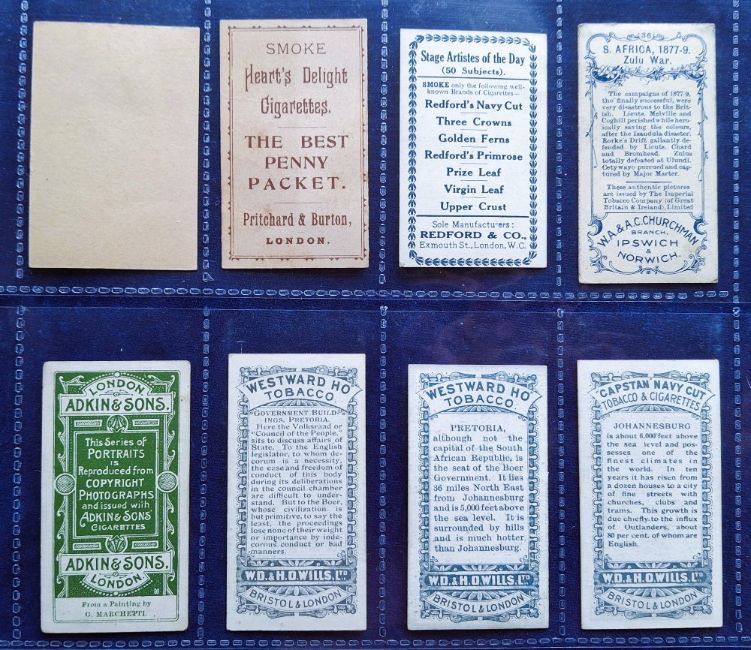 SMOKE
Heart's Delight
Cigarettes.
THE BEST
PENNY
PACKET.
Pritchard & Burton,
LONDON.
Stage Artistes of the Day
(50 Subjects).
SMOKE only the following well-
known Brands of Cigarettes—
Redford's Navy Cut
Three Crowns
Golden Ferns
Redford's Primrose
Prize Leaf
Virgin Leaf
Upper Crust
Sole Manufacturers:
REDFORD & CO.,
Exmouth St., London, W.C.
(36)
S. AFRICA, 1877-9.
Zulu War.
The campaigns of 1877-9,
tho' finally successful, were
very disastrous to the Brit-
ish. Lieuts. Melville and
Coghill perished while hero-
ically saving the colours,
after the Isandula disaster.
Rorke's Drift gallantly de-
fended by Lieuts. Chard
and Bromhead. Zulus
totally defeated at Ulundi.
Cetywayo pursued and cap-
tured by Major Marter.
These authentic pictures
are issued by The Imperial
Tobacco Company (of Great
Britain & Ireland), Limited
W.A. & A.C. CHURCHMAN
BRANCH,
IPSWICH
&
NORWICH.
LONDON
ADKIN & SONS.
This Series of
PORTRAITS
IS
Reproduced from
COPYRIGHT
PHOTOGRAPHS
and issued with
ADKIN & SONS
CIGARETTES
ADKIN & SONS,
LONDON
From a Painting by
G. MARCHETTI.
WESTWARD HO
TOBACCO
GOVERNMENT BUILD-
INGS, PRETORIA.
Here the Volksraad or
"Council of the People,"
sits to discuss affairs of
State. To the English
legislator, to whom de-
corum is a necessity,
the ease and freedom of
conduct of this body
during its deliberations
in the council chamber
are difficult to under-
stand. But to the Boer,
whose civilization is
but primitive, to say the
least, the proceedings
lose none of their weight
or importance by inde-
corous conduct or bad
manners.
W.D. & H.O. WILLS, LTD
BRISTOL & LONDON
WESTWARD HO
TOBACCO
PRETORIA,
although not the
capital of the South
African Republic, is
the seat of the Boer
Government. It lies
36 miles North East
from Johannesburg
and is 5,000 feet above
the sea level. It is
surrounded by hills
and is much hotter
than Johannesburg.
W.D. & H.O. WILLS, LTD
BRISTOL & LONDON
CAPSTAN NAVY CUT
TOBACCO & CIGARETTES
JOHANNESBURG
is about 6,000 feet above
the sea level and pos-
sesses one of the
finest climates in
the world. In ten
years it has risen from
a dozen houses to a city
of fine streets with
churches, clubs and
trams. This growth is
due chiefly, to the influx
of Outlanders, about
80 per cent. of whom are
English.
W.D. & H.O. WILLS, LTD
BRISTOL & LONDON